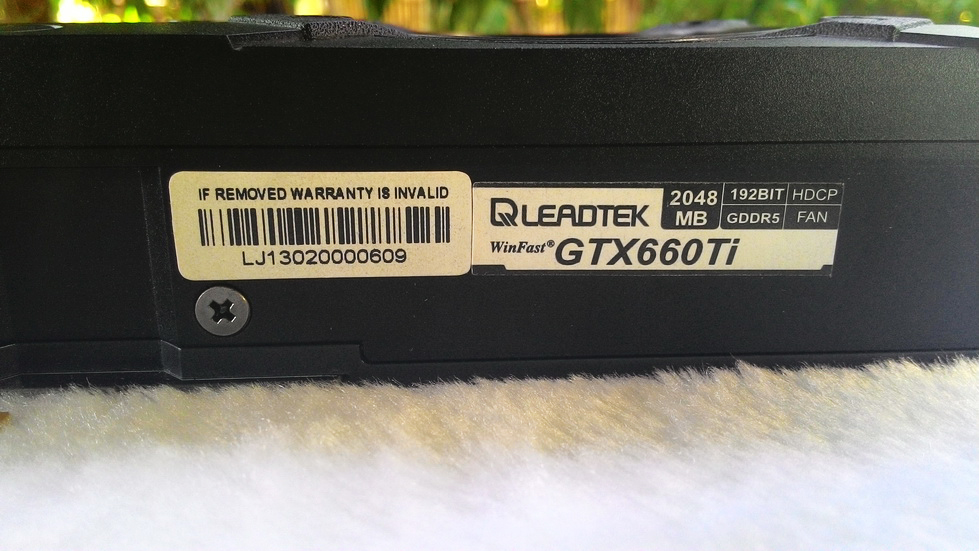 IF REMOVED WARRANTY IS INVALID
LJ13020000609
LEADTEK
2048 MB
192BIT HDCP
GDDR5 FAN
WinFast® GTX660Ti